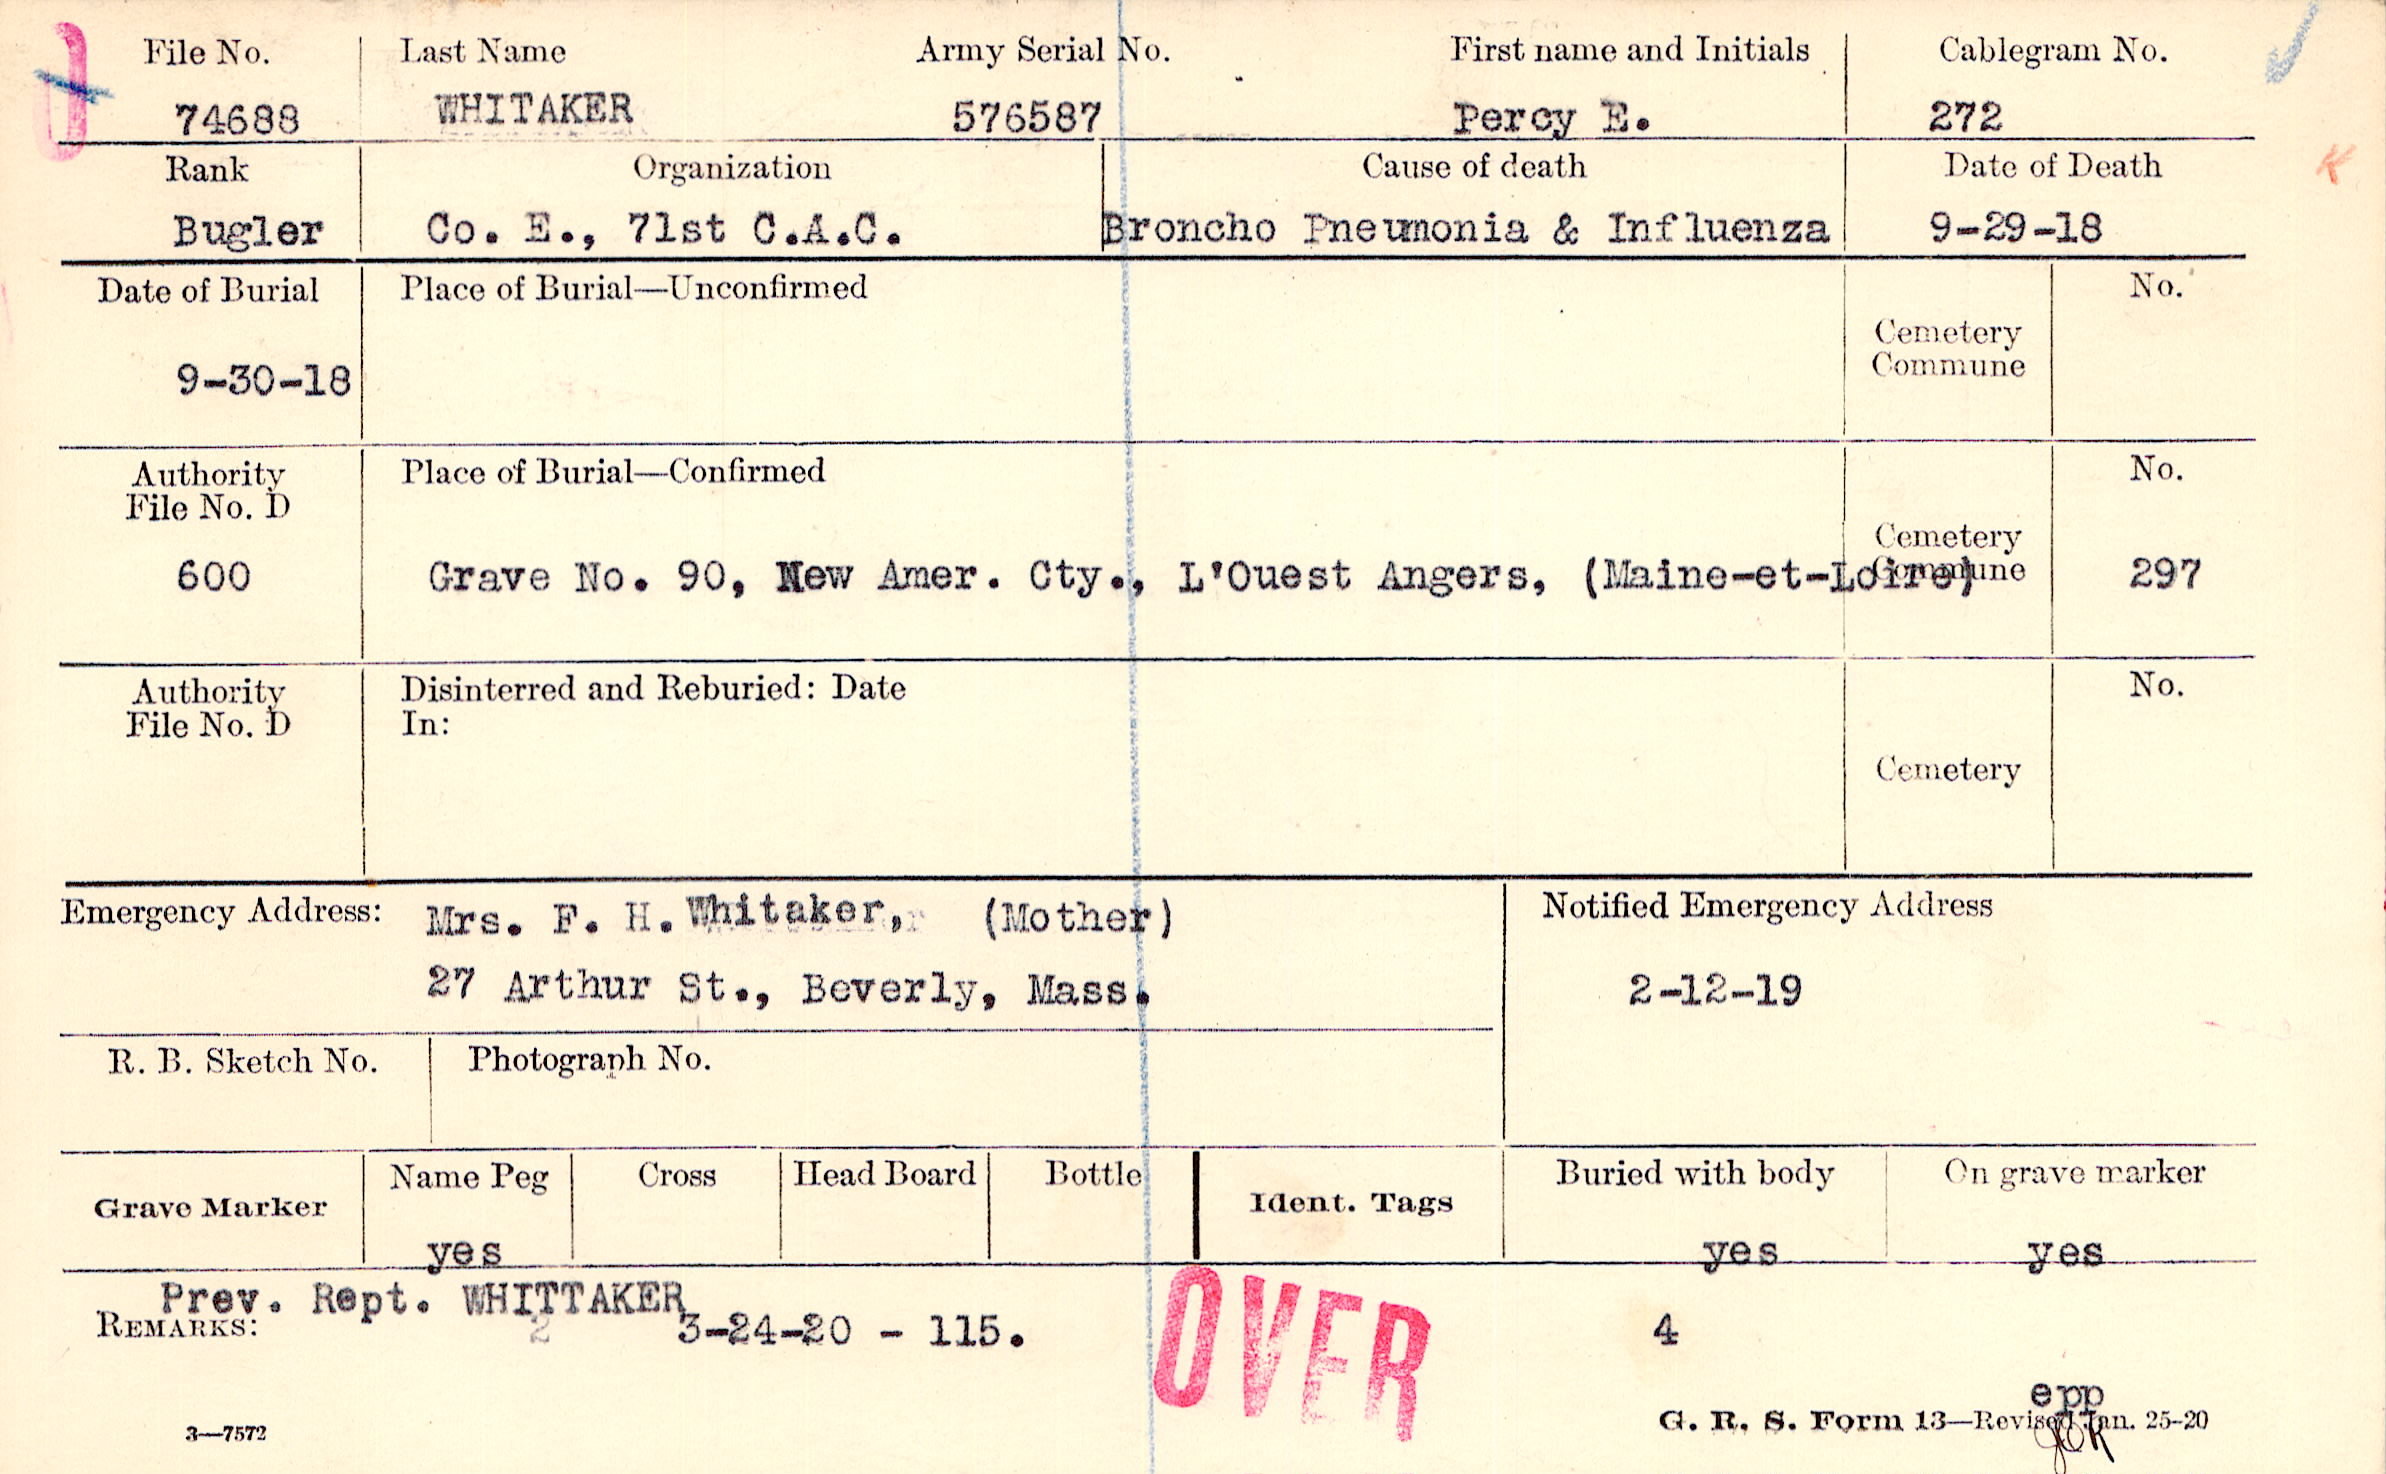 File No. Last Name Army Serial No. First name and Initials Cablegram No.
74688 WHITAKER 576587 Percy E. 272
Rank Organization Cause of death Date of Death
Bugler Co. E., 71st C.A.C. Broncho Pneumonia & Influenza 9-29-18
Date of Burial Place of Burial—Unconfirmed No.
Cemetery
Commune
9-30-18
Authority Place of Burial—Confirmed No.
File No. D
Cemetery
Commune
600 Grave No. 90, New Amer. Cty., L'Ouest Angers, (Maine-et-Loire) 297
Authority Disinterred and Reburied: Date No.
File No. D In:
Cemetery
Emergency Address: Mrs. F. H. Whitaker, (Mother) Notified Emergency Address
27 Arthur St., Beverly, Mass. 2-12-19
R. B. Sketch No. Photograph No.
Grave Marker Name Peg Cross Head Board Bottle Ident. Tags Buried with body On grave marker
yes yes yes
Prev. Rept. WHITTAKER
REMARKS: 2 3-24-20 - 115. OVER 4
epp
3—7572 G. R. S. Form 13—Revised Jan. 25-20
K